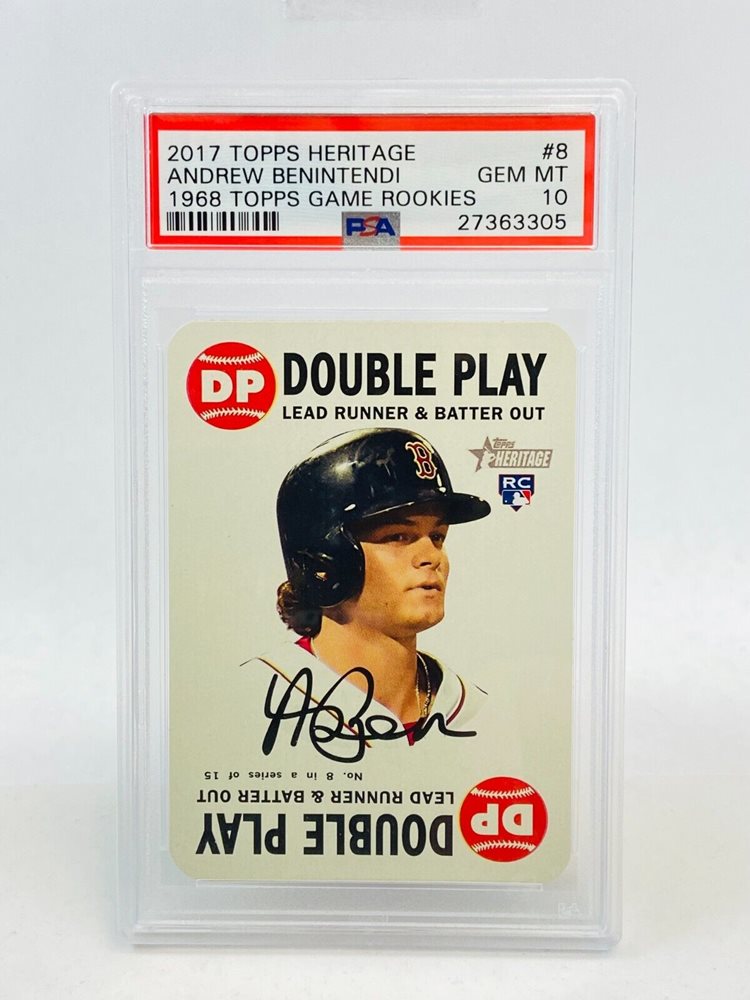 2017 TOPPS HERITAGE #8
ANDREW BENINTENDI GEM MT
1968 TOPPS GAME ROOKIES 10
PSA 27363305
DP DOUBLE PLAY
LEAD RUNNER & BATTER OUT
B
Topps
HERITAGE
RC
No. 8 in a series of 15
LEAD RUNNER & BATTER OUT
DP DOUBLE PLAY